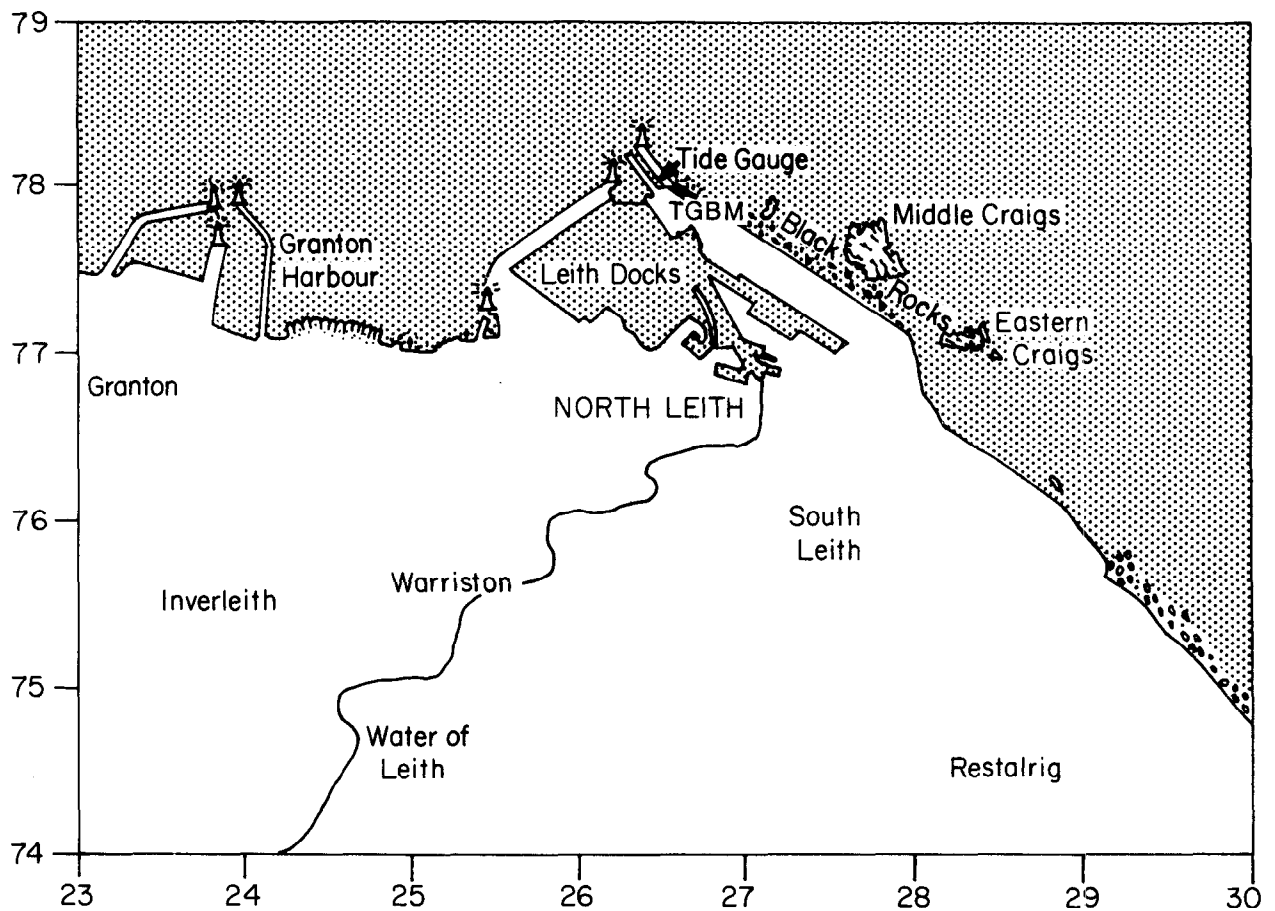 79
78
77
76
75
74
Tide Gauge
TGBM
Middle Craigs
Black
Rocks
Granton
Harbour
Leith Docks
Eastern
Craigs
Granton
NORTH LEITH
South
Leith
Warriston
Inverleith
Water of
Leith
Restalrig
23 24 25 26 27 28 29 30